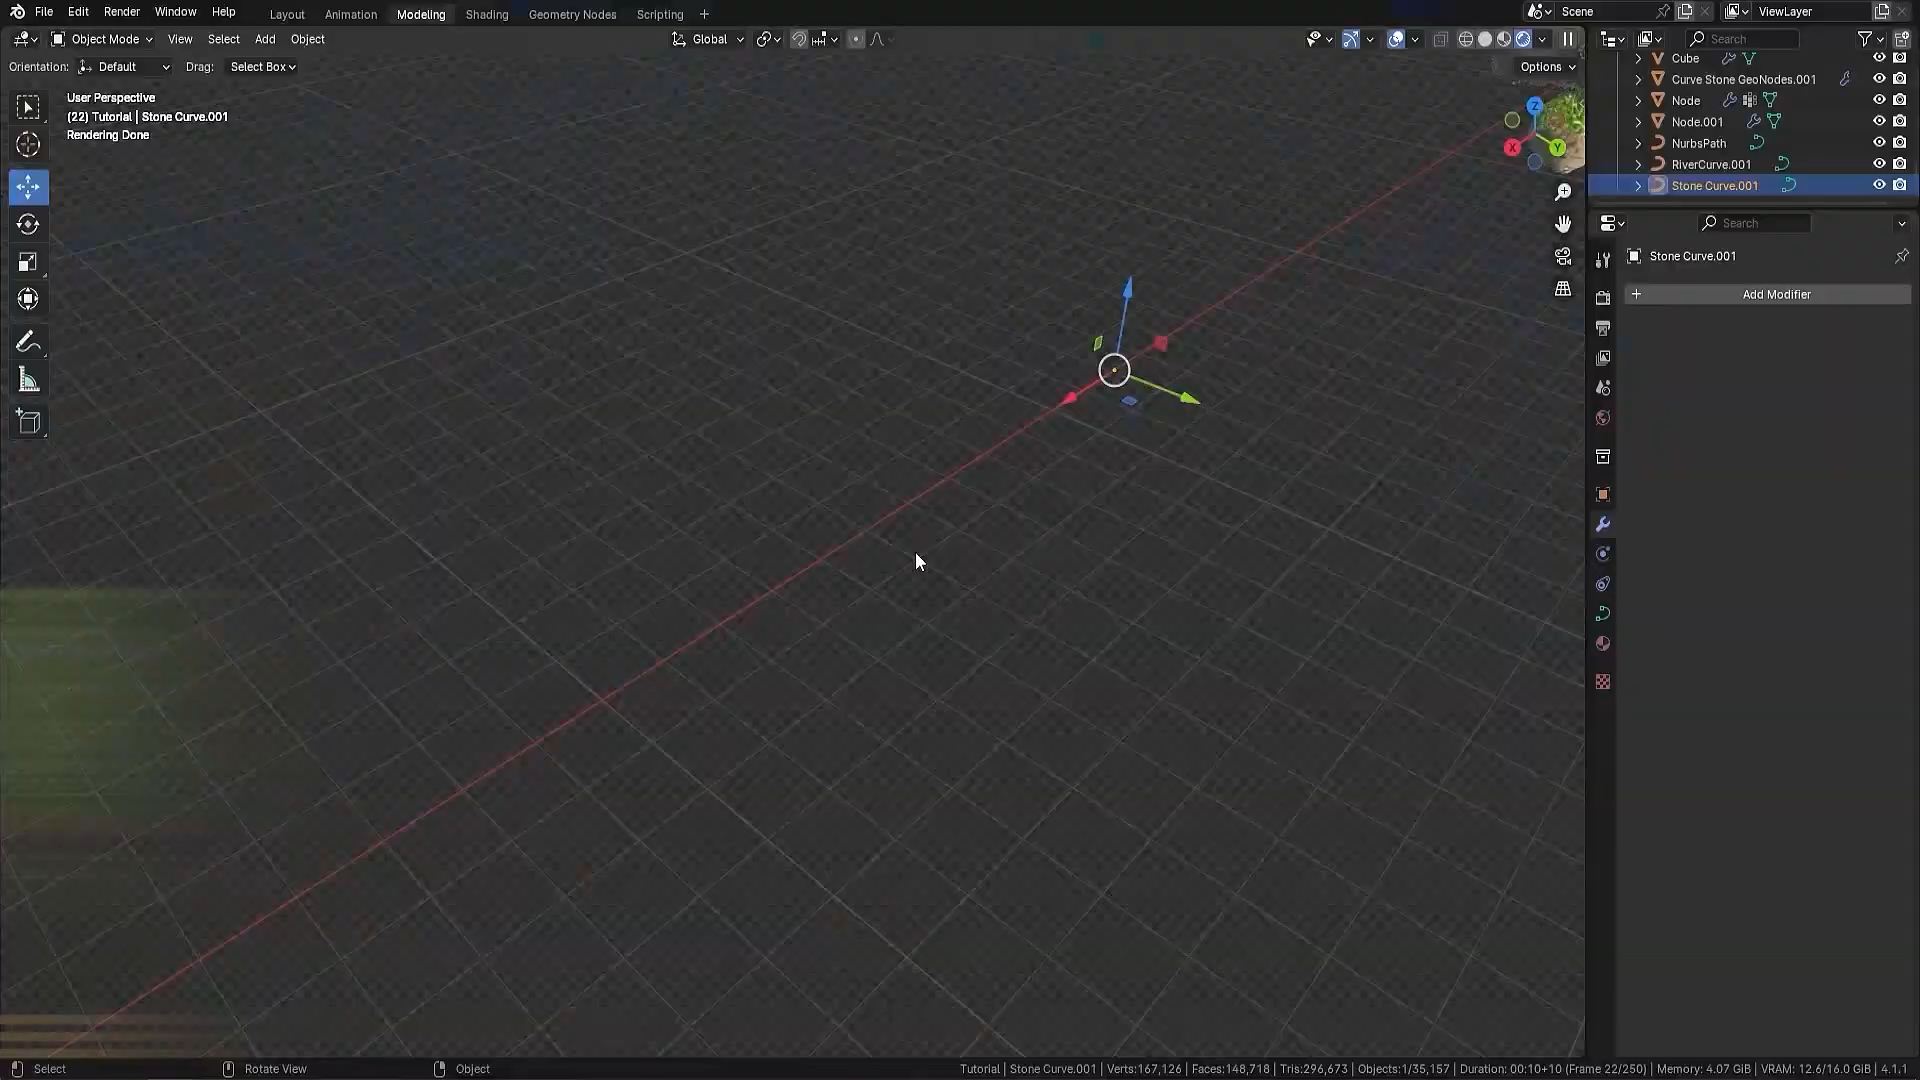 File Edit Render Window Help Layout Animation Modeling Shading Geometry Nodes Scripting + Scene ViewLayer
Object Mode View Select Add Object Global Search
Orientation: Default Drag: Select Box Options
User Perspective
(22) Tutorial | Stone Curve.001
Rendering Done
Z
X
Y
Cube
Curve Stone GeoNodes.001
Node
Node.001
NurbsPath
RiverCurve.001
Stone Curve.001
Search
Stone Curve.001
+ Add Modifier
Select Rotate View Object Tutorial | Stone Curve.001 | Verts:167,126 | Faces:148,718 | Tris:296,673 | Objects:1/35,157 | Duration: 00:10+10 (Frame 22/250) | Memory: 4.07 GiB | VRAM: 12.6/16.0 GiB | 4.1.1